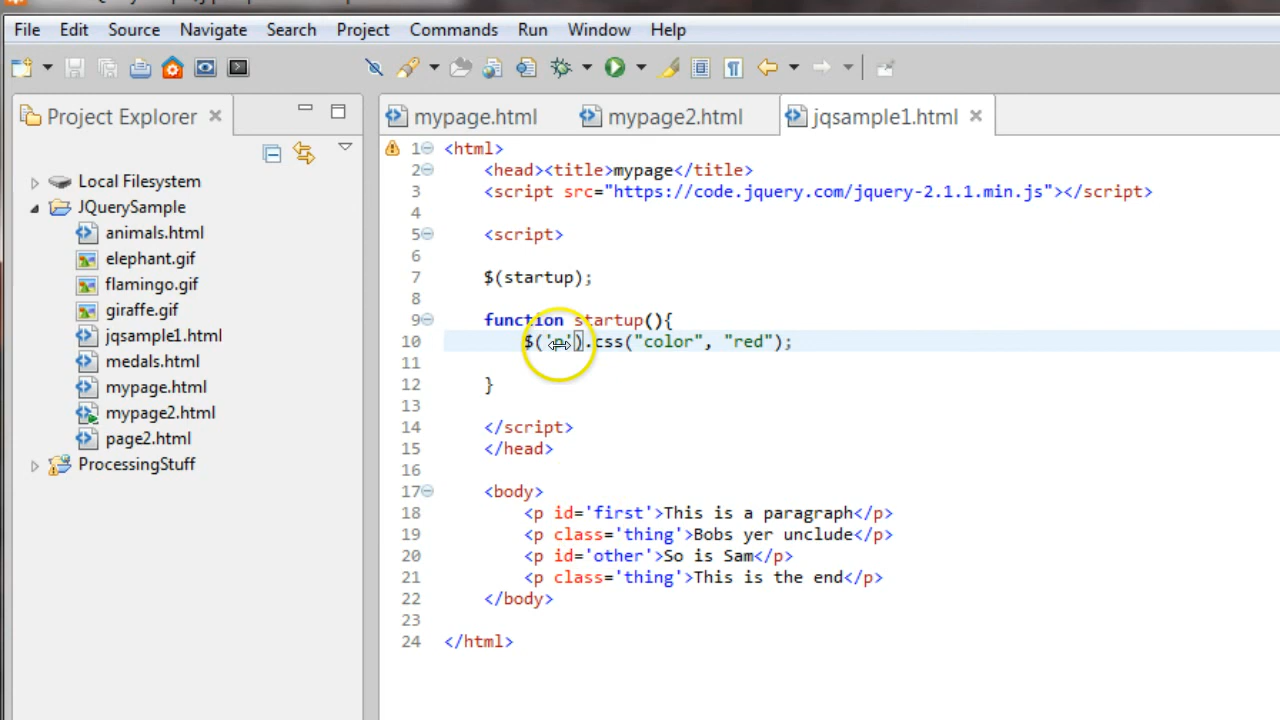 File Edit Source Navigate Search Project Commands Run Window Help
Project Explorer
mypage.html mypage2.html jqsample1.html
Local Filesystem
JQuerySample
animals.html
elephant.gif
flamingo.gif
giraffe.gif
jqsample1.html
medals.html
mypage.html
mypage2.html
page2.html
ProcessingStuff
1 <html>
2 <head><title>mypage</title>
3 <script src="https://code.jquery.com/jquery-2.1.1.min.js"></script>
4
5 <script>
6
7 $(startup);
8
9 function startup(){
10 $('p').css("color", "red");
11
12 }
13
14 </script>
15 </head>
16
17 <body>
18 <p id='first'>This is a paragraph</p>
19 <p class='thing'>Bobs yer unclude</p>
20 <p id='other'>So is Sam</p>
21 <p class='thing'>This is the end</p>
22 </body>
23
24 </html>